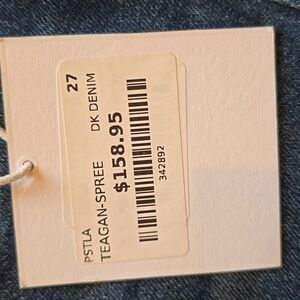 PSTLA 27
TEAGAN-SPREE DK DENIM
$158.95
342892